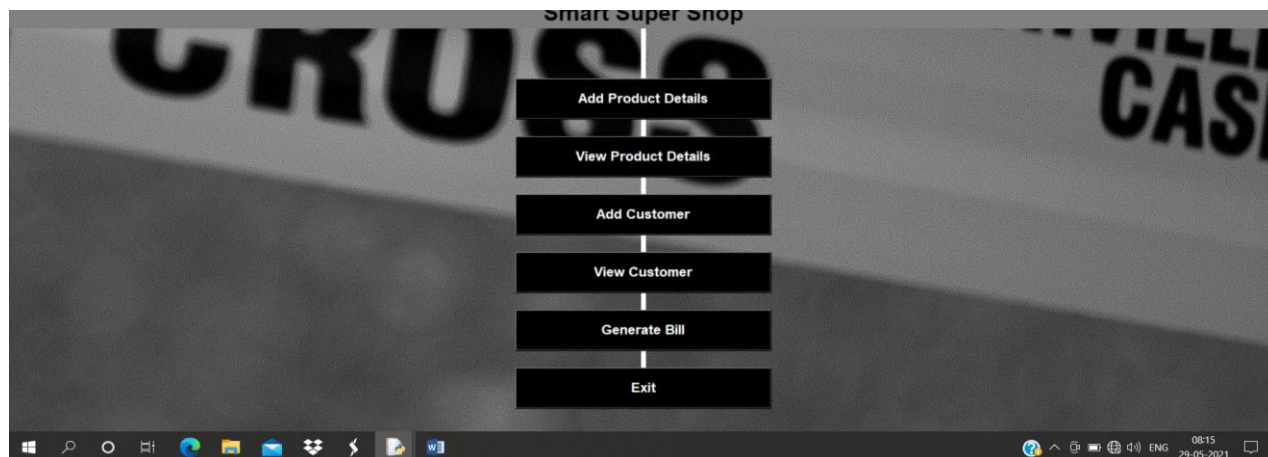 Smart Super Shop
CROSS
CAS
Add Product Details
View Product Details
Add Customer
View Customer
Generate Bill
Exit
ENG
08:15
29-05-2021